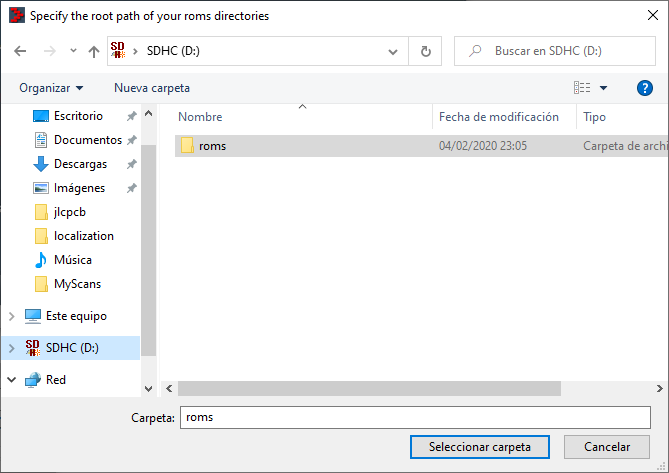 Specify the root path of your roms directories
SDHC (D:)
Buscar en SDHC (D:)
Organizar
Nueva carpeta
Nombre
Fecha de modificación
Tipo
Escritorio
Documentos
Descargas
Imágenes
jlcpcb
localization
Música
MyScans
Este equipo
SDHC (D:)
Red
roms
04/02/2020 23:05
Carpeta de archi
Carpeta:
roms
Seleccionar carpeta
Cancelar